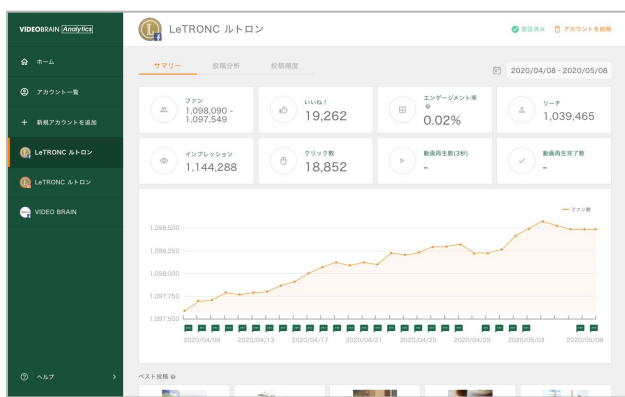 VIDEOBRAIN Analytics
LeTRONC ルトロン
認証済み
アカウントを削除
ホーム
アカウント一覧
新規アカウントを追加
LeTRONC ルトロン
LeTRONC ルトロン
VIDEO BRAIN
ヘルプ
サマリー
投稿分析
投稿頻度
2020/04/08 - 2020/05/08
ファン
1,098,090 -
1,097,549
いいね!
19,262
エンゲージメント率
0.02%
リーチ
1,039,465
インプレッション
1,144,288
クリック数
18,852
動画再生数(3秒)
-
動画再生完了数
-
ファン数
1,098,500
1,098,250
1,098,000
1,097,750
1,097,500
2020/04/09
2020/04/13
2020/04/17
2020/04/21
2020/04/25
2020/04/29
2020/05/03
2020/05/08
ベスト投稿